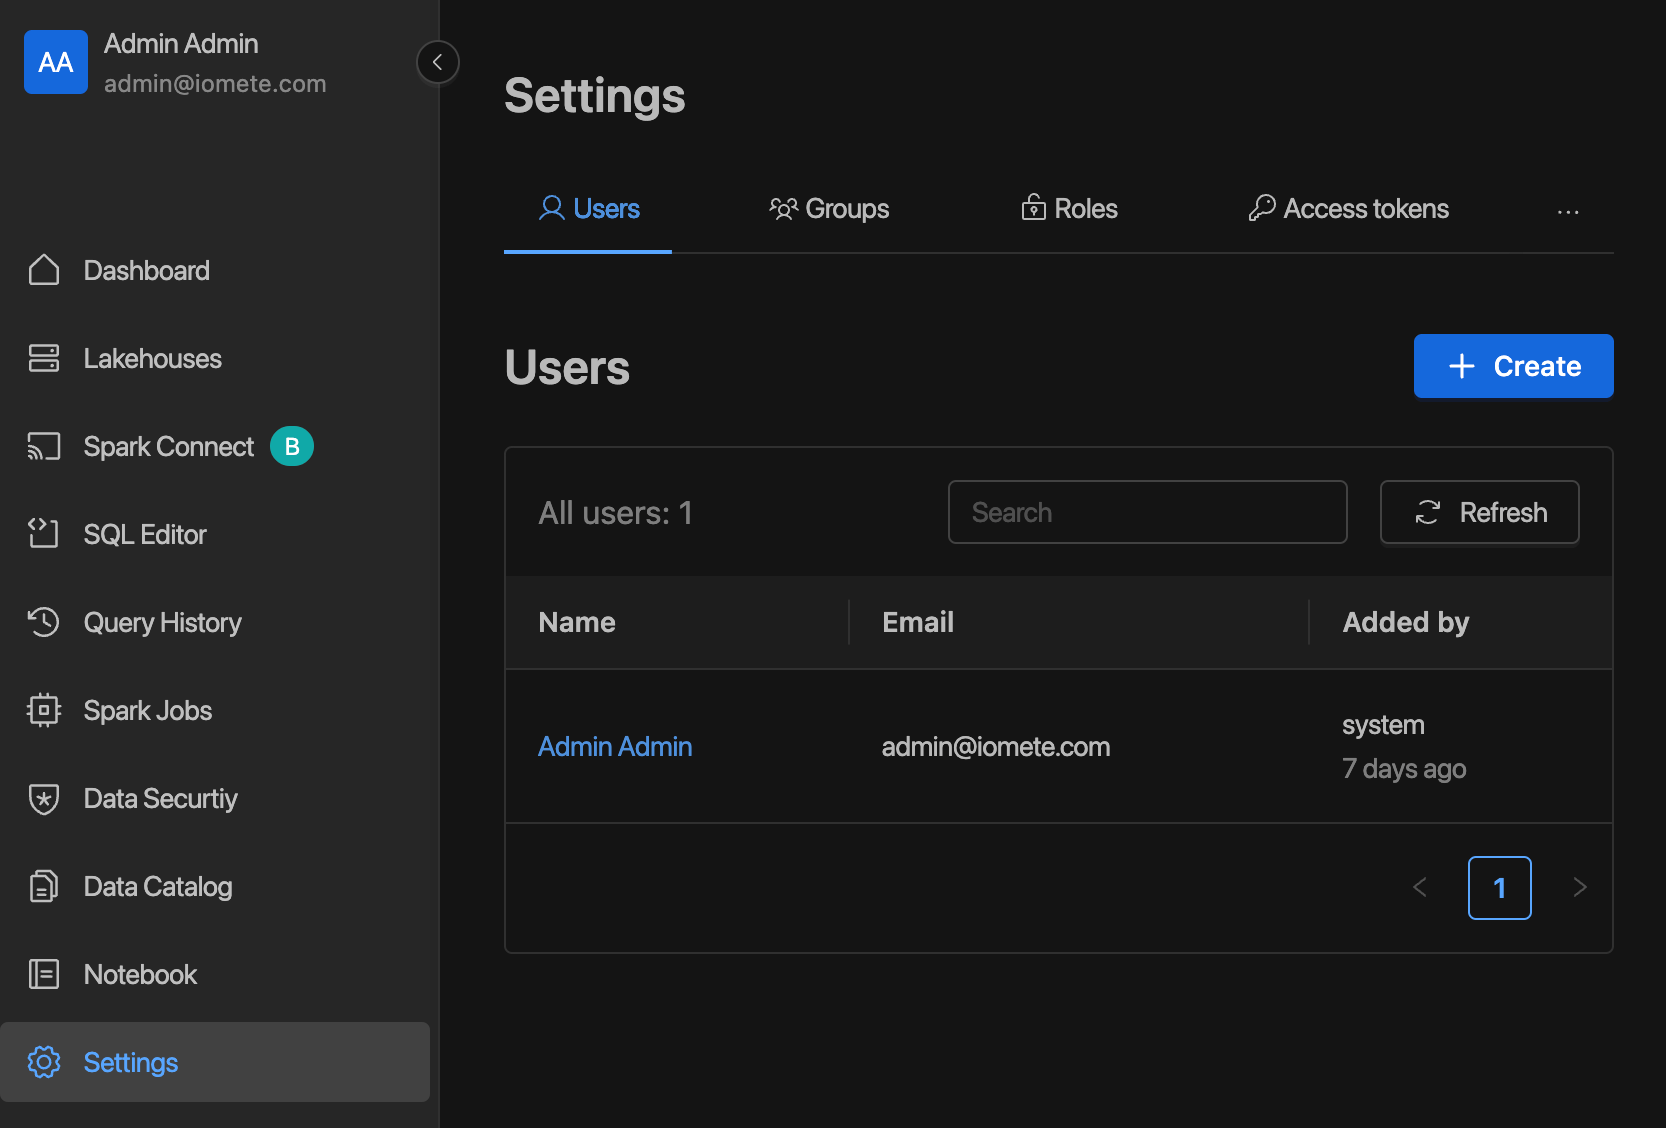 AA
Admin Admin
admin@iomete.com
Dashboard
Lakehouses
Spark Connect B
SQL Editor
Query History
Spark Jobs
Data Securtiy
Data Catalog
Notebook
Settings
Settings
Users Groups Roles Access tokens ...
Users
Create
All users: 1
Search
Refresh
Name Email Added by
Admin Admin admin@iomete.com system
7 days ago
1